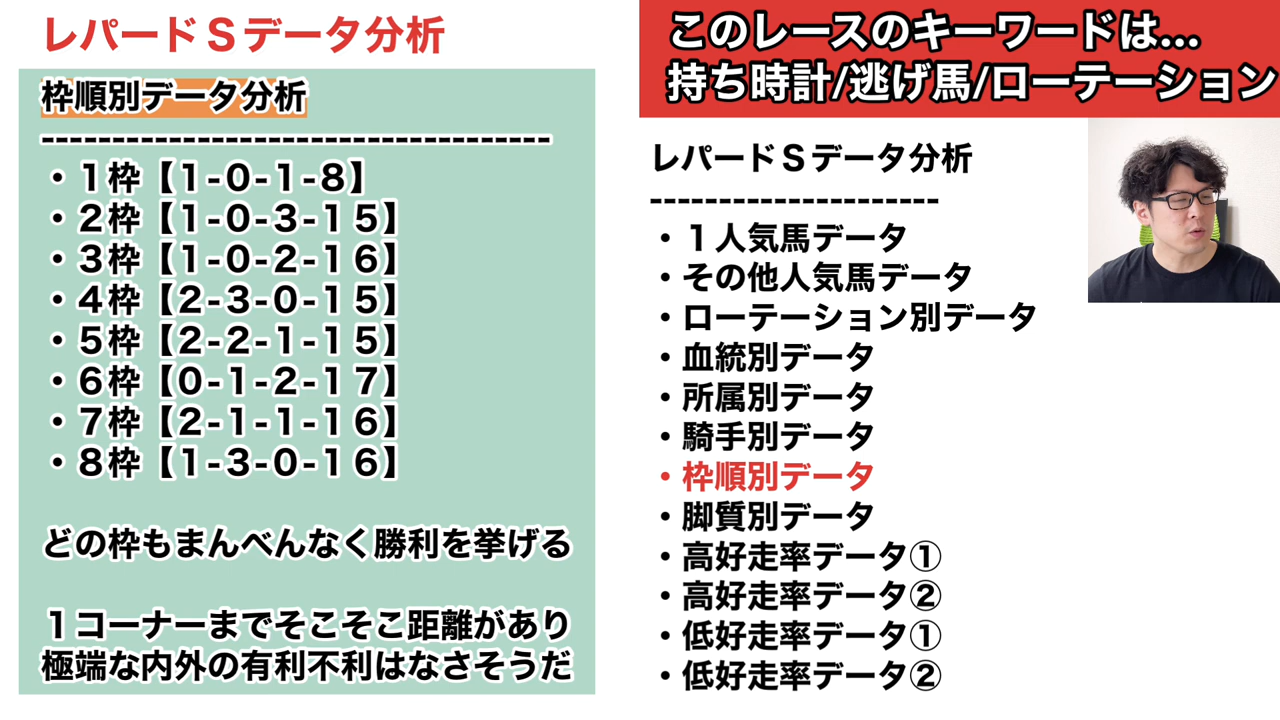 レパードＳデータ分析
枠順別データ分析
------------------------------------
・１枠【１-０-１-８】
・２枠【１-０-３-１５】
・３枠【１-０-２-１６】
・４枠【２-３-０-１５】
・５枠【２-２-１-１５】
・６枠【０-１-２-１７】
・７枠【２-１-１-１６】
・８枠【１-３-０-１６】
どの枠もまんべんなく勝利を挙げる
１コーナーまでそこそこ距離があり
極端な内外の有利不利はなさそうだ
このレースのキーワードは...
持ち時計/逃げ馬/ローテーション
レパードＳデータ分析
---------------------
・１人気馬データ
・その他人気馬データ
・ローテーション別データ
・血統別データ
・所属別データ
・騎手別データ
・枠順別データ
・脚質別データ
・高好走率データ①
・高好走率データ②
・低好走率データ①
・低好走率データ②